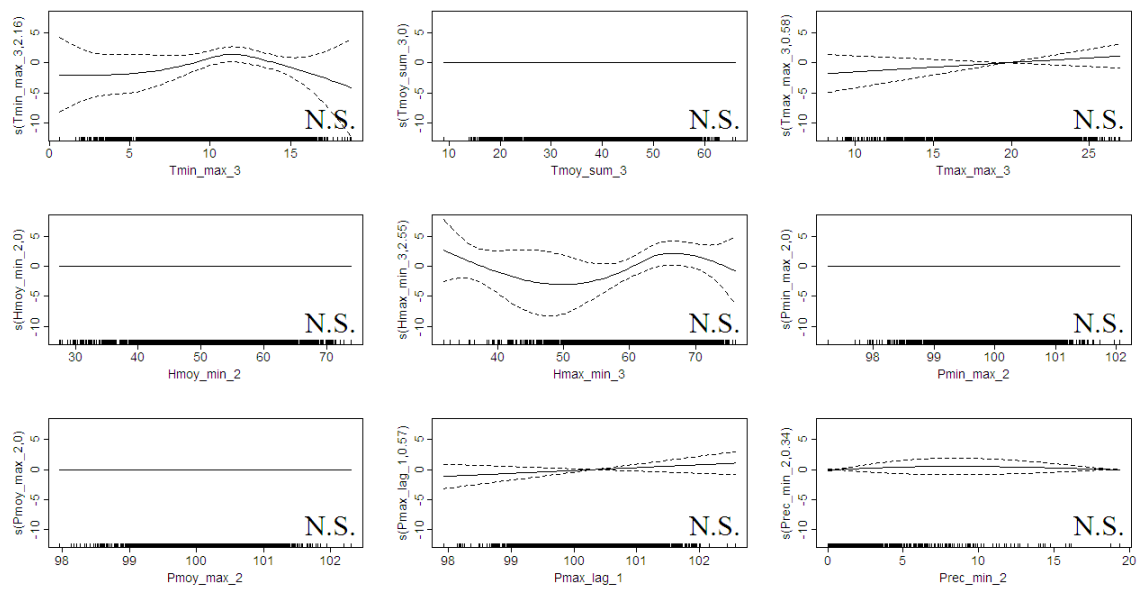 s(Tmin_max_3,2.16)
5
0
-5
-10
N.S.
0 5 10 15
Tmin_max_3
s(Tmoy_sum_3,0)
5
0
-5
-10
N.S.
10 20 30 40 50 60
Tmoy_sum_3
s(Tmax_max_3,0.58)
5
0
-5
-10
N.S.
10 15 20 25
Tmax_max_3
s(Hmoy_min_2,0)
5
0
-5
-10
N.S.
30 40 50 60 70
Hmoy_min_2
s(Hmax_min_3,2.55)
5
0
-5
-10
40 50 60 70
Hmax_min_3
s(Pmin_max_2,0)
5
0
-5
-10
N.S.
98 99 100 101 102
Pmin_max_2
s(Pmoy_max_2,0)
5
0
-5
-10
N.S.
98 99 100 101 102
Pmoy_max_2
s(Pmax_lag_1,0.57)
5
0
-5
-10
N.S.
98 99 100 101 102
Pmax_lag_1
s(Prec_min_2,0.34)
5
0
-5
-10
N.S.
0 5 10 15 20
Prec_min_2